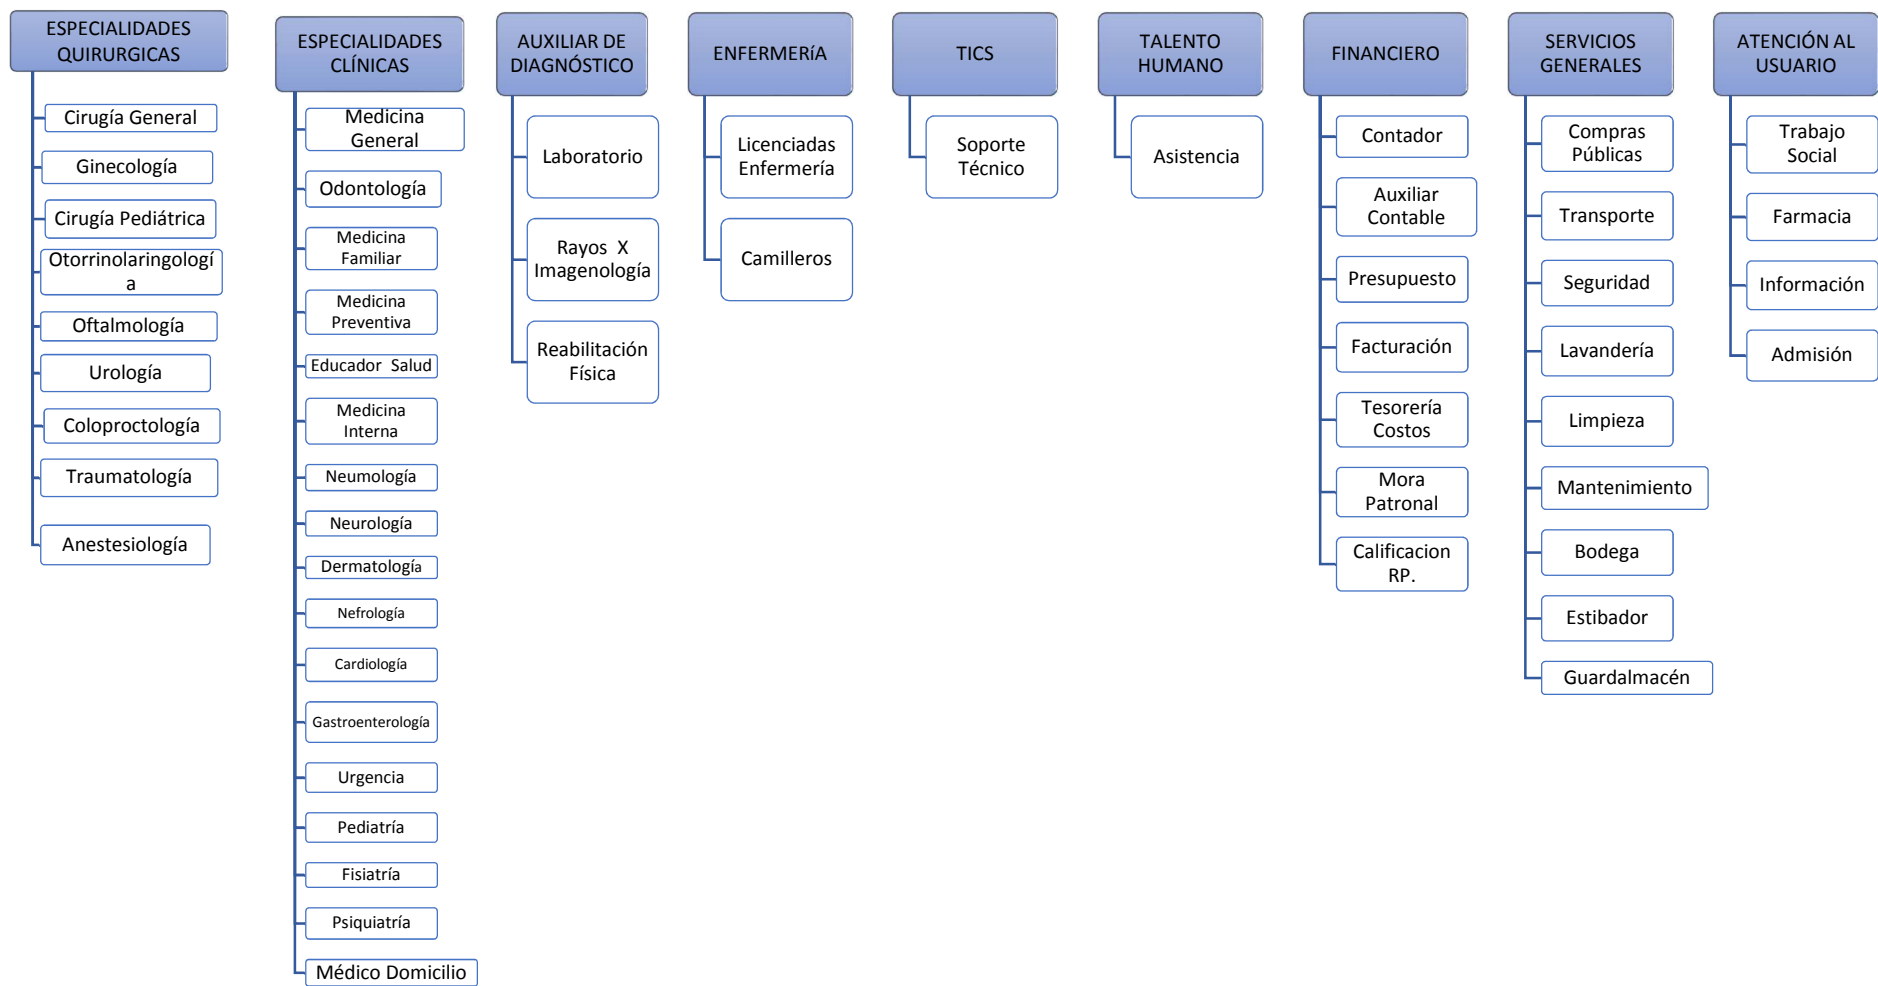 ESPECIALIDADES
QUIRURGICAS
Cirugía General
Ginecología
Cirugía Pediátrica
Otorrinolaringologí
a
Oftalmología
Urología
Coloproctología
Traumatología
Anestesiología
ESPECIALIDADES
CLÍNICAS
Medicina
General
Odontología
Medicina
Familiar
Medicina
Preventiva
Educador Salud
Medicina
Interna
Neumología
Neurología
Dermatología
Nefrología
Cardiología
Gastroenterología
Urgencia
Pediatría
Fisiatría
Psiquiatría
Médico Domicilio
AUXILIAR DE
DIAGNÓSTICO
Laboratorio
Rayos X
Imagenología
Reabilitación
Física
ENFERMERíA
Licenciadas
Enfermería
Camilleros
TICS
Soporte
Técnico
TALENTO
HUMANO
Asistencia
FINANCIERO
Contador
Auxiliar
Contable
Presupuesto
Facturación
Tesorería
Costos
Mora
Patronal
Calificacion
RP.
SERVICIOS
GENERALES
Compras
Públicas
Transporte
Seguridad
Lavandería
Limpieza
Mantenimiento
Bodega
Estibador
Guardalmacén
ATENCIÓN AL
USUARIO
Trabajo
Social
Farmacia
Información
Admisión